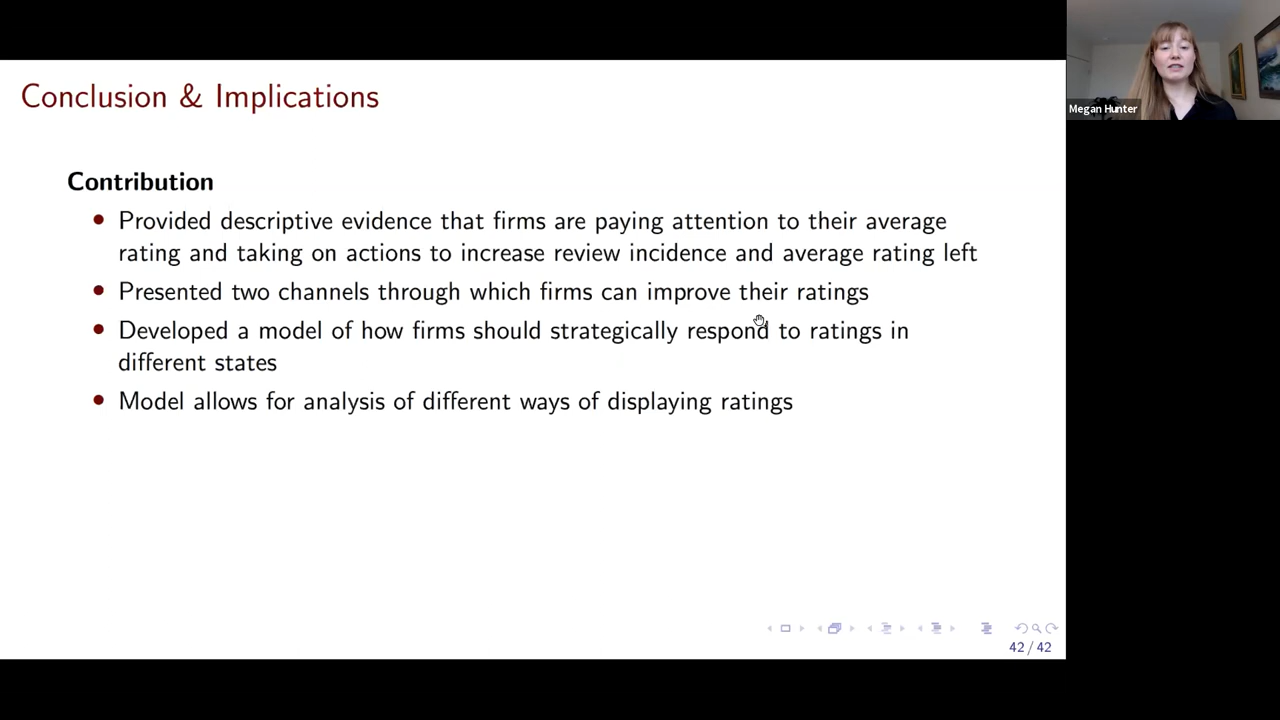 Conclusion & Implications
Megan Hunter
Contribution
• Provided descriptive evidence that firms are paying attention to their average
rating and taking on actions to increase review incidence and average rating left
• Presented two channels through which firms can improve their ratings
• Developed a model of how firms should strategically respond to ratings in
different states
• Model allows for analysis of different ways of displaying ratings
42 / 42